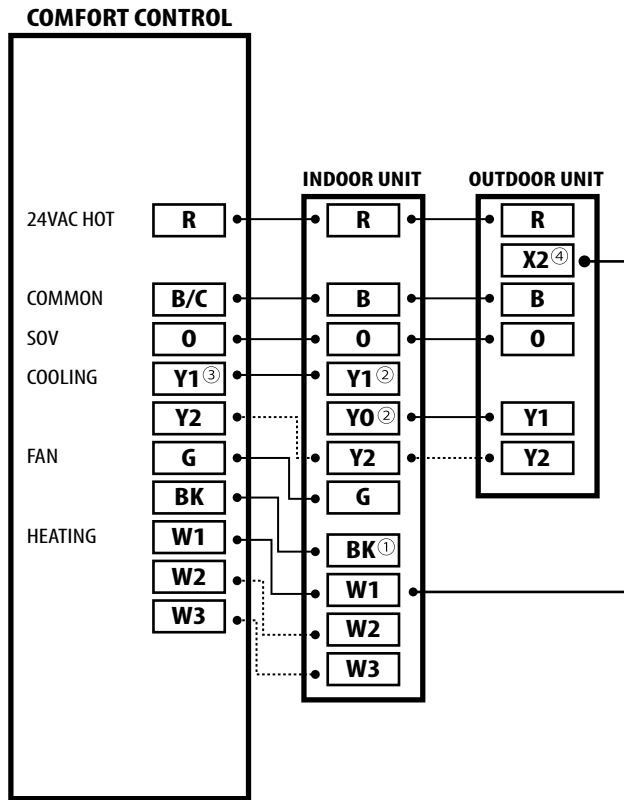 COMFORT CONTROL
INDOOR UNIT OUTDOOR UNIT
24VAC HOT R R R
X2④
COMMON B/C B B
SOV O O O
COOLING Y1③ Y1②
Y0② Y1
Y2 Y2 Y2
FAN G G
BK BK①
HEATING W1 W1
W2 W2
W3 W3